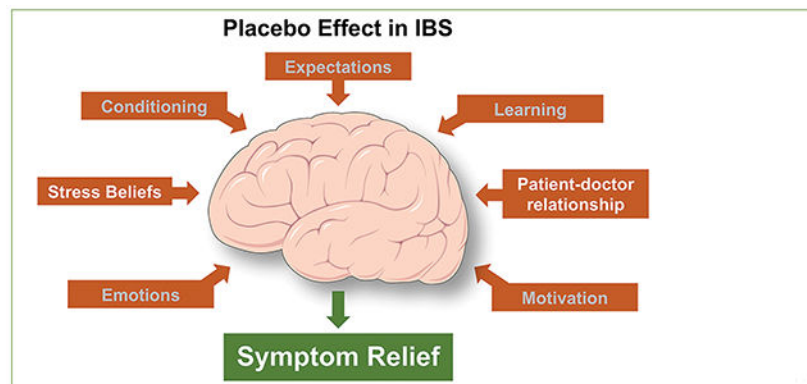 Placebo Effect in IBS
Expectations
Conditioning
Learning
Stress Beliefs
Patient-doctor
relationship
Emotions
Motivation
Symptom Relief